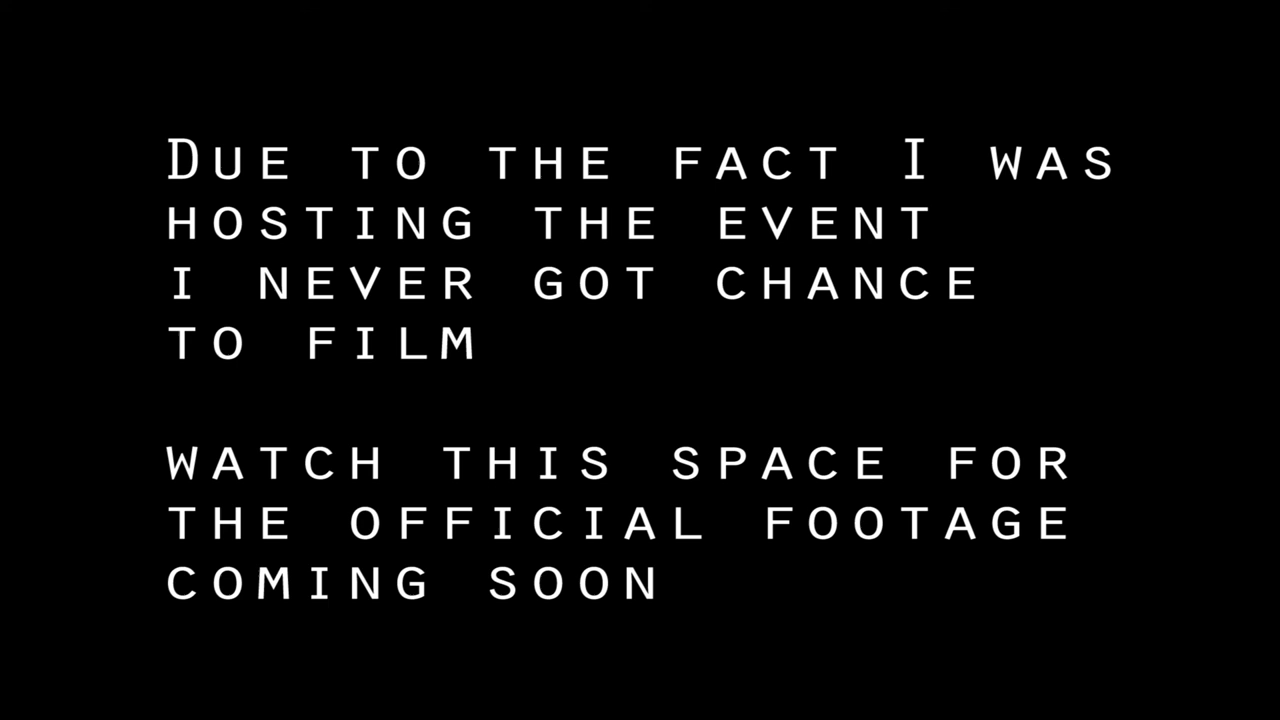 Due to the fact I was
hosting the event
i never got chance
to film
watch this space for
the official footage
coming soon